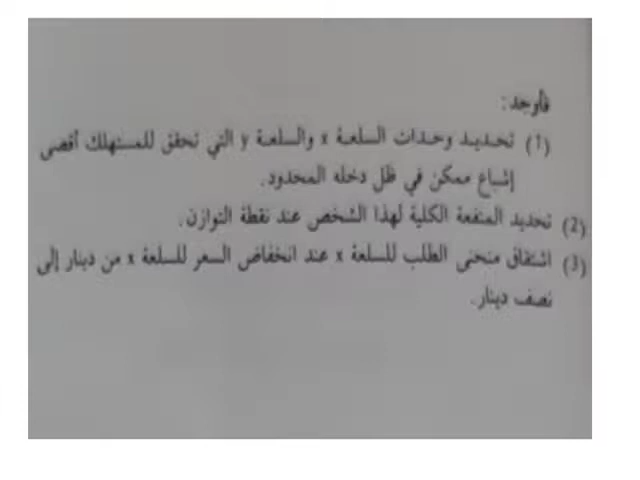 فأوجد:
(1) تحديد وحدات السلعة x والسلعة y التي تحقق للمستهلك أقصى
إشباع ممكن في ظل دخله المحدود.
(2) تحديد المنفعة الكلية لهذا الشخص عند نقطة التوازن.
(3) اشتقاق منحنى الطلب للسلعة x عند انخفاض السعر للسلعة x من دينار إلى
نصف دينار.